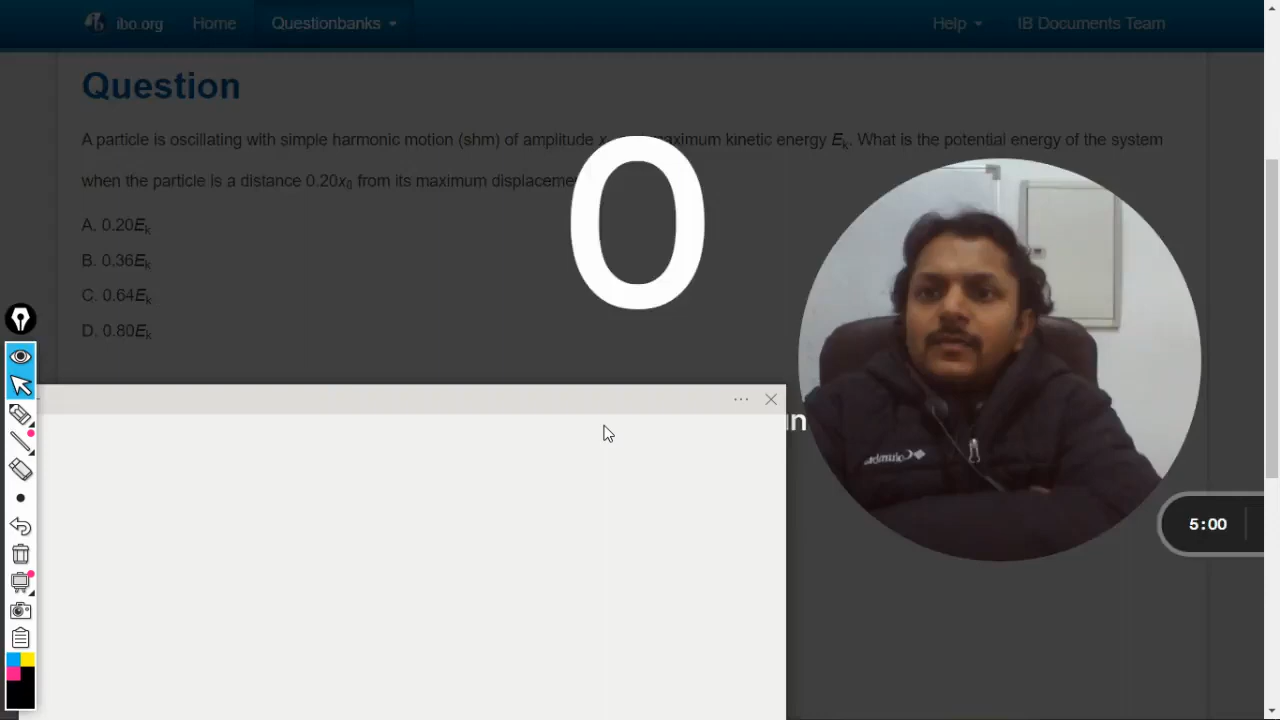 ibo.org Home Questionbanks Help IB Documents Team
Question
A particle is oscillating with simple harmonic motion (shm) of amplitude x maximum kinetic energy Eₖ. What is the potential energy of the system
when the particle is a distance 0.20x₀ from its maximum
A. 0.20Eₖ
B. 0.36Eₖ
C. 0.64Eₖ
D. 0.80Eₖ
0
5:00